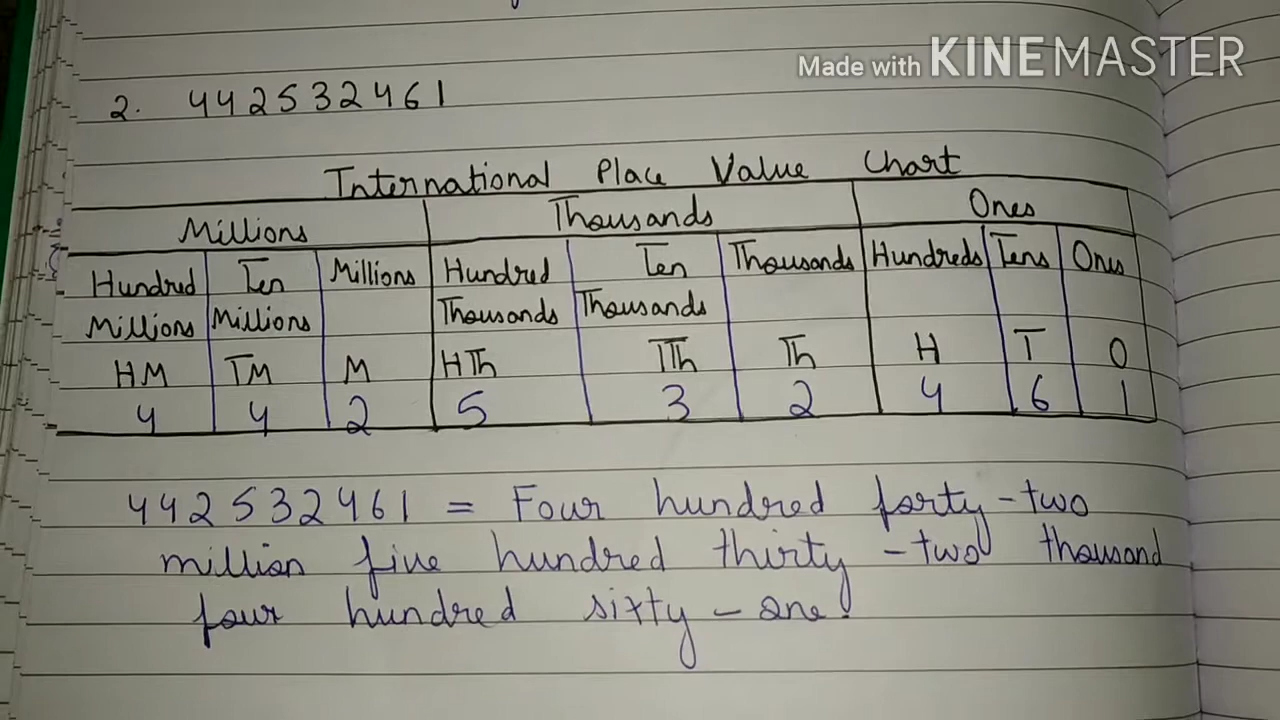 Made with KINEMASTER
2. 442532461
International Place Value Chart
Millions Thousands Ones
Hundred Ten Millions Hundred Ten Thousands Hundreds Tens Ones
Millions Millions Thousands Thousands
HM TM M HTh TTh Th H T O
4 4 2 5 3 2 4 6 1
442532461 = Four hundred forty-two
million five hundred thirty-two thousand
four hundred sixty-one.